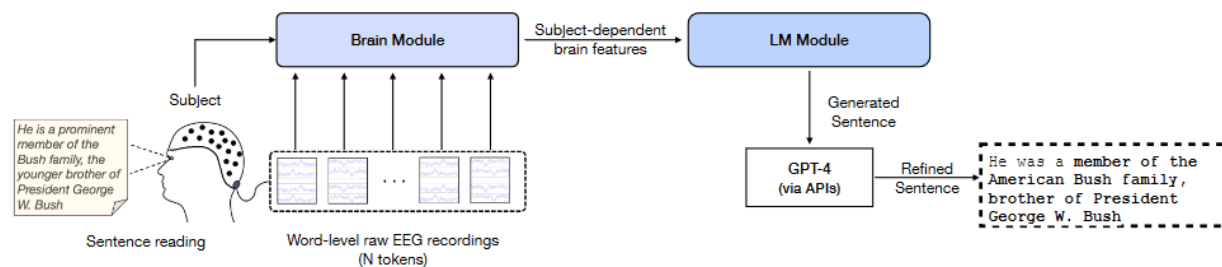 Brain Module
Subject-dependent
brain features
LM Module
Subject
He is a prominent
member of the
Bush family, the
younger brother of
President George
W. Bush
Generated
Sentence
GPT-4
(via APIs)
Refined
Sentence
He was a member of the
American Bush family,
brother of President
George W. Bush
Sentence reading
Word-level raw EEG recordings
(N tokens)